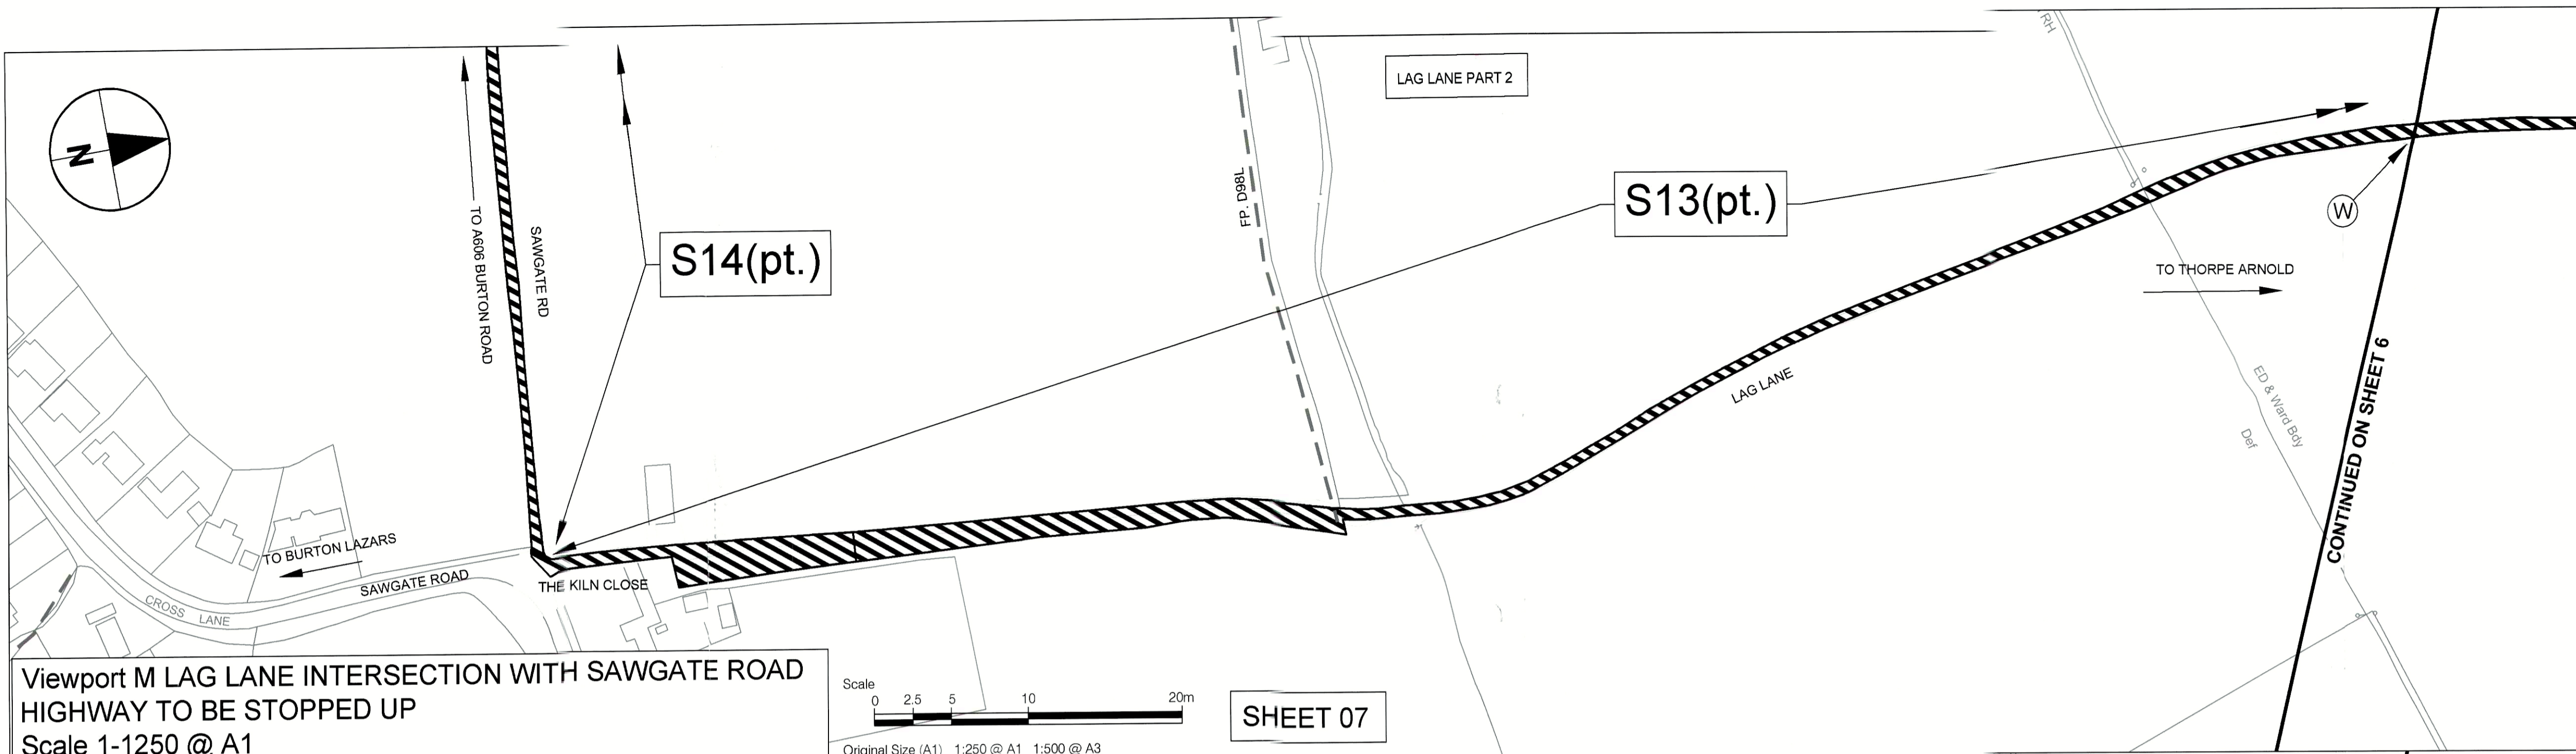 RH
LAG LANE PART 2
N
FP. D98L
S13(pt.)
S14(pt.)
W
TO A606 BURTON ROAD
SAWGATE RD
TO THORPE ARNOLD
LAG LANE
ED & Ward Bdy
Def
CONTINUED ON SHEET 6
TO BURTON LAZARS
SAWGATE ROAD
THE KILN CLOSE
CROSS LANE
Viewport M LAG LANE INTERSECTION WITH SAWGATE ROAD
HIGHWAY TO BE STOPPED UP
Scale 1-1250 @ A1
Scale
0 2.5 5 10 20m
Original Size (A1) 1:250 @ A1 1:500 @ A3
SHEET 07